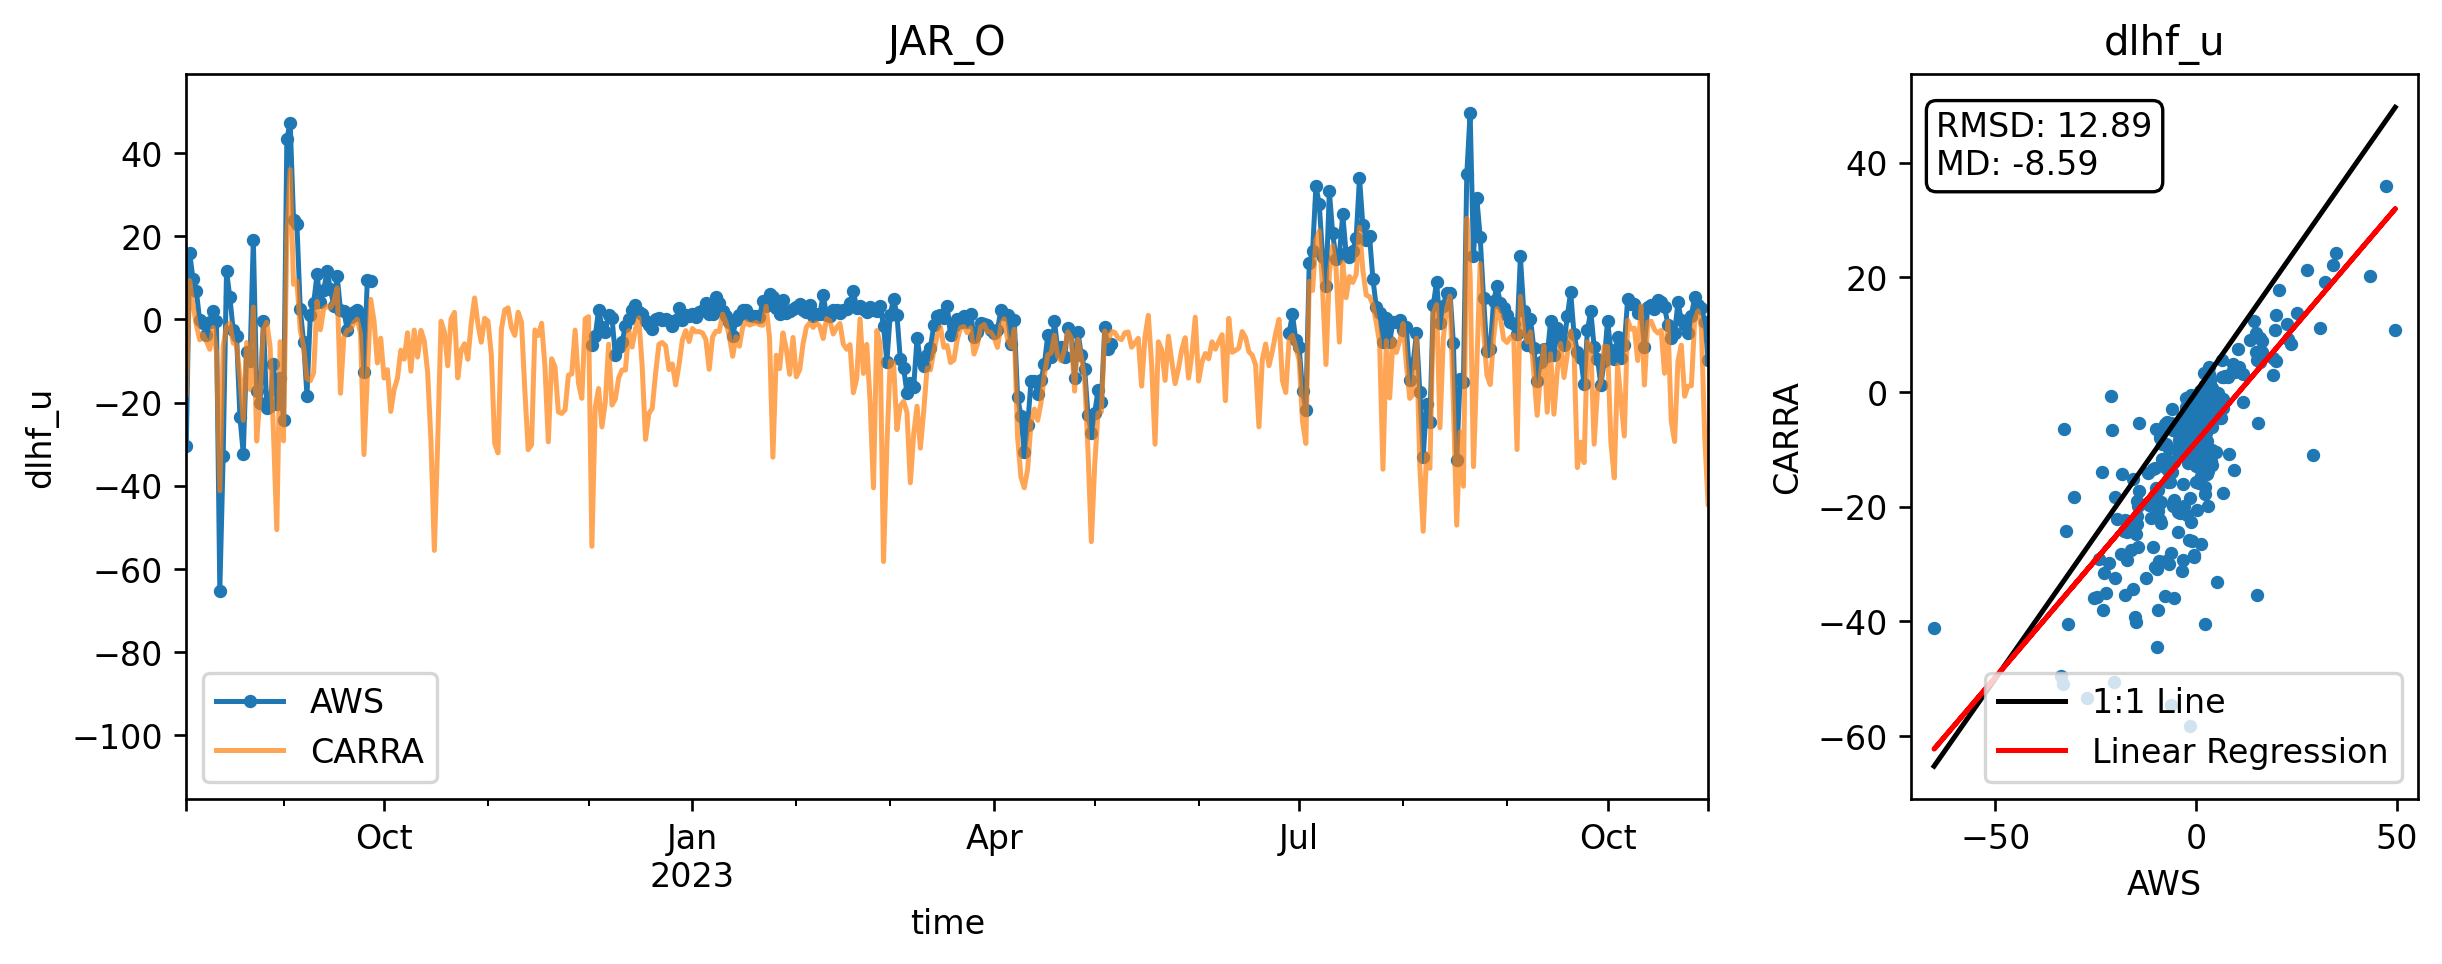 JAR_O
dlhf_u
40
20
0
−20
−40
−60
−80
−100
AWS
CARRA
Oct
Jan
2023
Apr
Jul
Oct
time
dlhf_u
RMSD: 12.89
MD: -8.59
CARRA
40
20
0
−20
−40
−60
1:1 Line
Linear Regression
−50
0
50
AWS